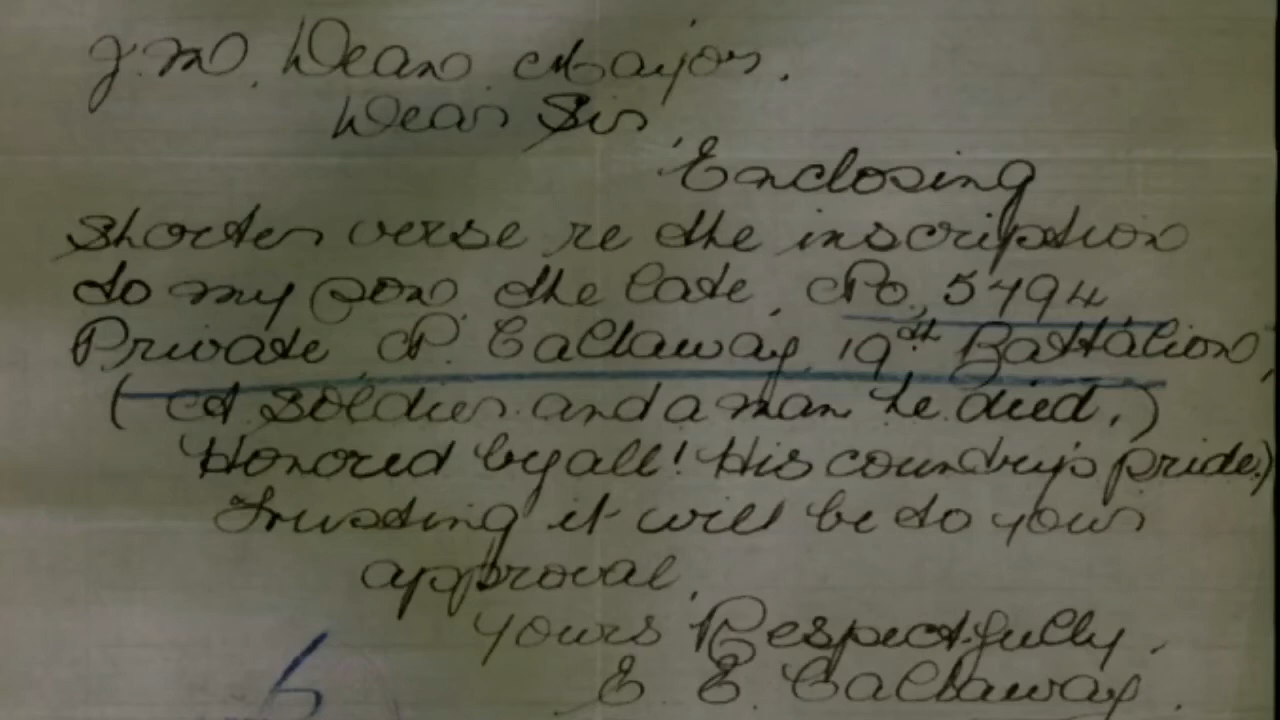 J. M. Dean Major.
Dear Sir
Enclosing
Shorter verse re the inscription
to my son the late No 5794
Private P. Callaway 19th Battalion,
(A soldier and a man he died.)
Honored by all! His country's pride.)
Trusting it will be to your
approval.
Yours Respectfully.
E E Callaway.